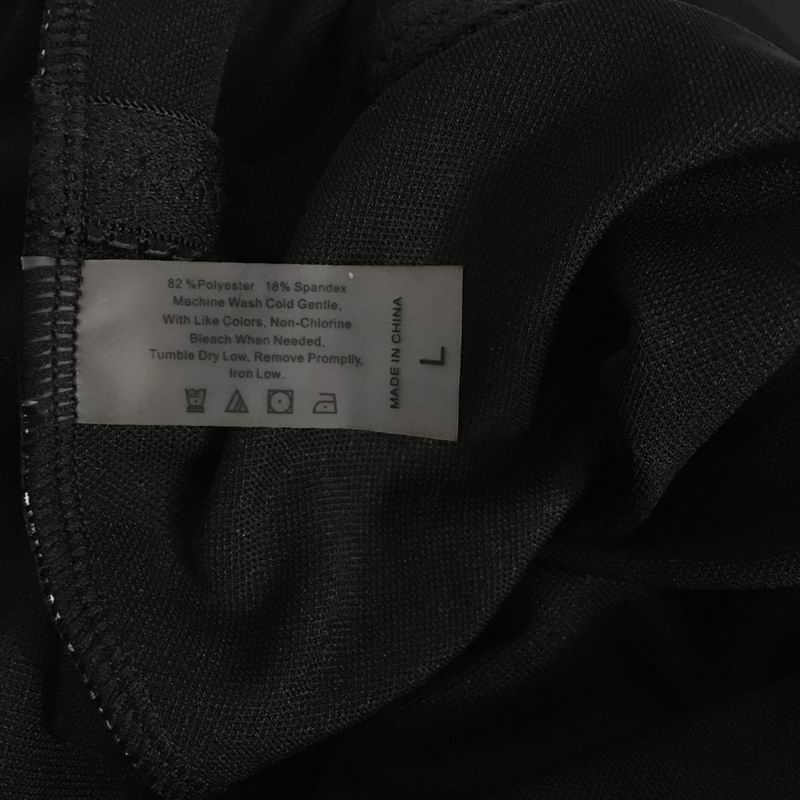 82 %Polyester 18% Spandex
Machine Wash Cold Gentle,
With Like Colors, Non-Chlorine
Bleach When Needed,
Tumble Dry Low, Remove Promptly,
Iron Low.
MADE IN CHINA
L